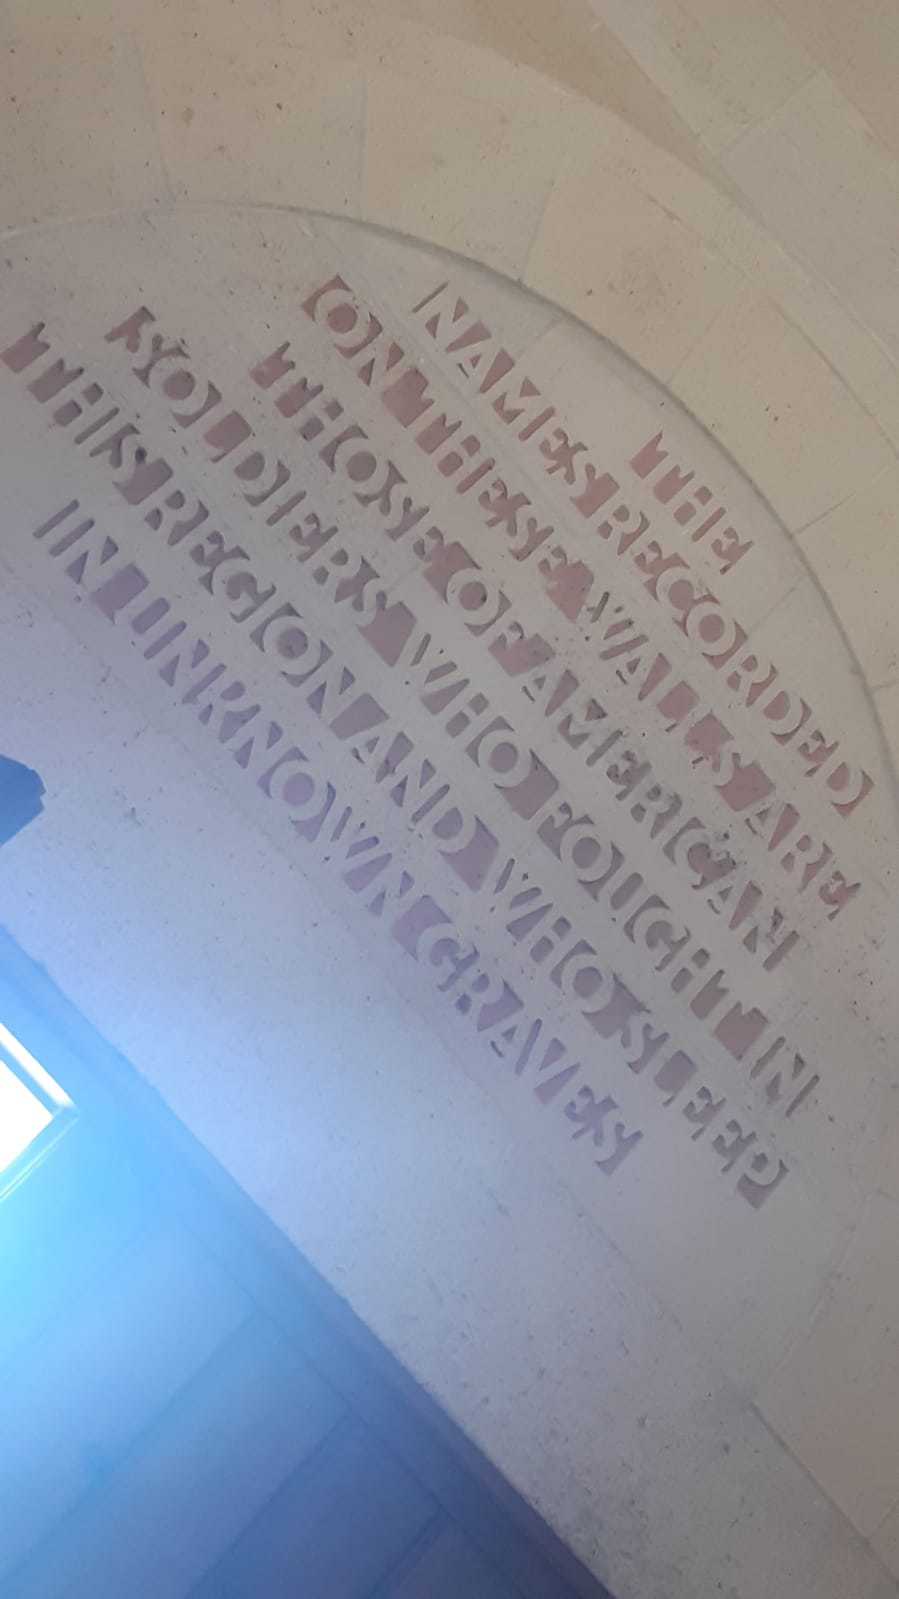 THE
NAMES RECORDED
ON THESE WALLS ARE
THOSE OF AMERICAN
SOLDIERS WHO FOUGHT IN
THIS REGION AND WHO SLEEP
IN UNKNOWN GRAVES